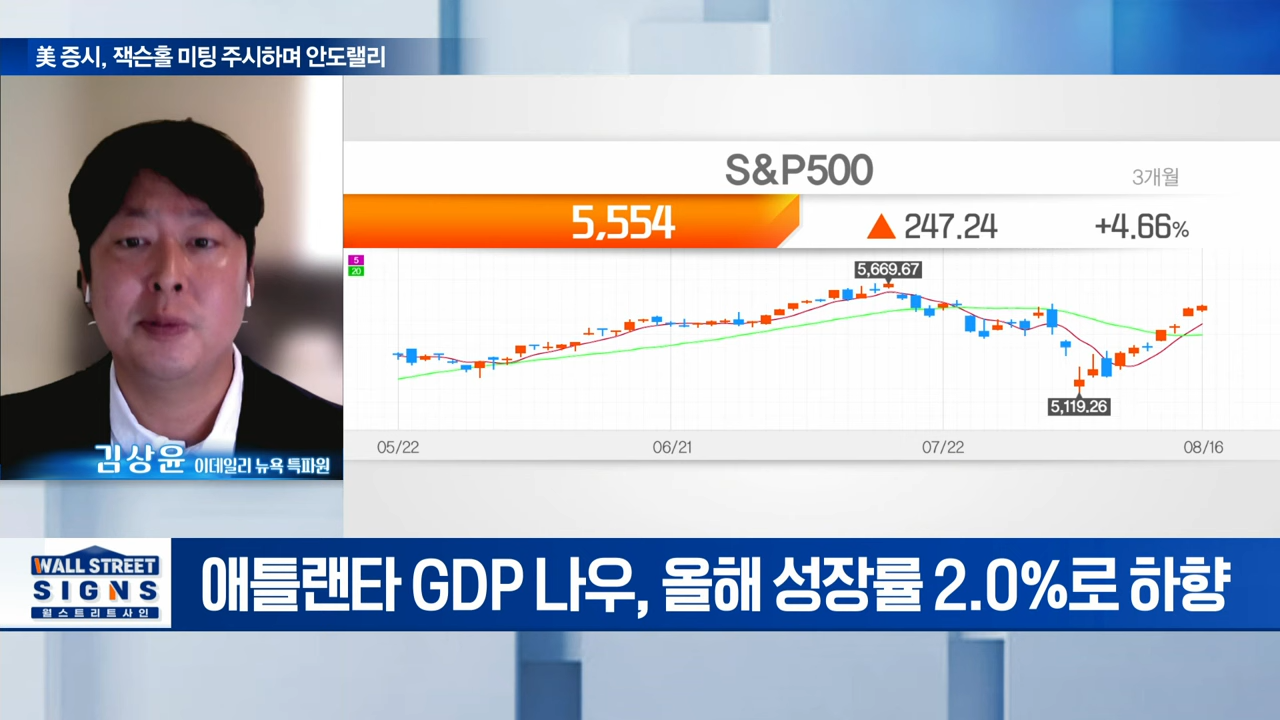 美 증시, 잭슨홀 미팅 주시하며 안도랠리
S&P500
3개월
5,554
▲ 247.24
+4.66%
5
20
5,669.67
5,119.26
05/22
06/21
07/22
08/16
김상윤 이데일리 뉴욕 특파원
WALL STREET
SIGNS
월스트리트사인
애틀랜타 GDP 나우, 올해 성장률 2.0%로 하향